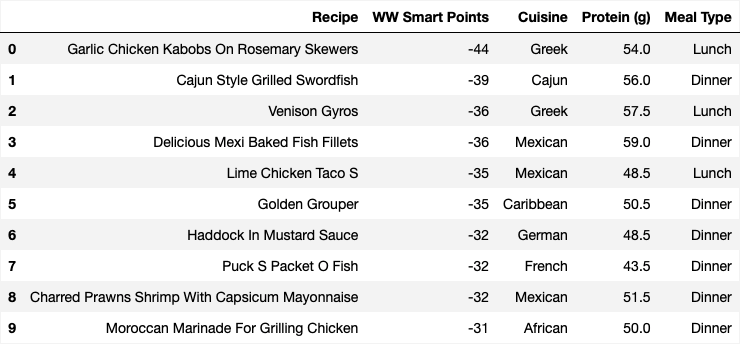 Recipe WW Smart Points Cuisine Protein (g) Meal Type
0 Garlic Chicken Kabobs On Rosemary Skewers -44 Greek 54.0 Lunch
1 Cajun Style Grilled Swordfish -39 Cajun 56.0 Dinner
2 Venison Gyros -36 Greek 57.5 Lunch
3 Delicious Mexi Baked Fish Fillets -36 Mexican 59.0 Dinner
4 Lime Chicken Taco S -35 Mexican 48.5 Lunch
5 Golden Grouper -35 Caribbean 50.5 Dinner
6 Haddock In Mustard Sauce -32 German 48.5 Dinner
7 Puck S Packet O Fish -32 French 43.5 Dinner
8 Charred Prawns Shrimp With Capsicum Mayonnaise -32 Mexican 51.5 Dinner
9 Moroccan Marinade For Grilling Chicken -31 African 50.0 Dinner